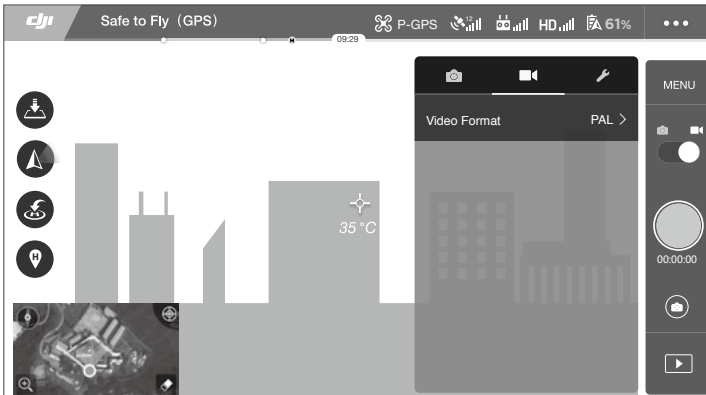 dji
Safe to Fly (GPS)
P-GPS
12
HD
61%
09:29
H
MENU
Video Format
PAL
35 °C
H
H
00:00:00